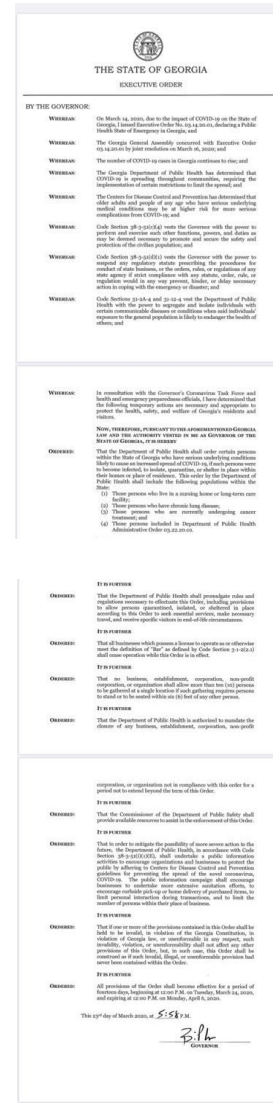 THE STATE OF GEORGIA
EXECUTIVE ORDER
BY THE GOVERNOR:
WHEREAS: On March 14, 2020, due to the impact of COVID-19 on the State of
Georgia, I issued Executive Order No. 03.14.20.01, declaring a Public
Health State of Emergency in Georgia; and
WHEREAS: The Georgia General Assembly concurred with Executive Order
03.14.20.01 by joint resolution on March 16, 2020; and
WHEREAS: The number of COVID-19 cases in Georgia continues to rise; and
WHEREAS: The Georgia Department of Public Health has determined that
COVID-19 is spreading throughout communities, requiring the
implementation of certain restrictions to limit the spread; and
WHEREAS: The Centers for Disease Control and Prevention has determined that
older adults and people of any age who have serious underlying
medical conditions may be at higher risk for more serious
complications from COVID-19; and
WHEREAS: Code Section 38-3-51(c)(4) vests the Governor with the power to
perform and exercise such other functions, powers, and duties as
may be deemed necessary to promote and secure the safety and
protection of the civilian population; and
WHEREAS: Code Section 38-3-51(d)(1) vests the Governor with the power to
suspend any regulatory statute prescribing the procedures for
conduct of state business, or the orders, rules, or regulations of any
state agency if strict compliance with any statute, order, rule, or
regulation would in any way prevent, hinder, or delay necessary
action in coping with the emergency or disaster; and
WHEREAS: Code Sections 31-2A-4 and 31-12-4 vest the Department of Public
Health with the power to segregate and isolate individuals with
certain communicable diseases or conditions when said individuals'
exposure to the general population is likely to endanger the health of
others; and
WHEREAS: In consultation with the Governor's Coronavirus Task Force and
health and emergency preparedness officials, I have determined that
the following temporary actions are necessary and appropriate to
protect the health, safety, and welfare of Georgia's residents and
visitors.
NOW, THEREFORE, PURSUANT TO THE AFOREMENTIONED GEORGIA
LAW AND THE AUTHORITY VESTED IN ME AS GOVERNOR OF THE
STATE OF GEORGIA, IT IS HEREBY
ORDERED: That the Department of Public Health shall order certain persons
within the State of Georgia who have serious underlying conditions
likely to cause an increased spread of COVID-19, if such persons were
to become infected, to isolate, quarantine, or shelter in place within
their homes or place of residence. This order by the Department of
Public Health shall include the following populations within the
State:
(1) Those persons who live in a nursing home or long-term care
facility;
(2) Those persons who have chronic lung disease;
(3) Those persons who are currently undergoing cancer
treatment; and
(4) Those persons included in Department of Public Health
Administrative Order 03.22.20.01.
IT IS FURTHER
ORDERED: That the Department of Public Health shall promulgate rules and
regulations necessary to effectuate this Order, including provisions
to allow persons quarantined, isolated, or sheltered in place
according to this Order to seek essential services, make necessary
travel, and receive specific visitors in end-of-life circumstances.
IT IS FURTHER
ORDERED: That all businesses which possess a license to operate as or otherwise
meet the definition of "Bar" as defined by Code Section 3-1-2(2.1)
shall cease operation while this Order is in effect.
IT IS FURTHER
ORDERED: That no business, establishment, corporation, non-profit
corporation, or organization shall allow more than ten (10) persons
to be gathered at a single location if such gathering requires persons
to stand or to be seated within six (6) feet of any other person.
IT IS FURTHER
ORDERED: That the Department of Public Health is authorized to mandate the
closure of any business, establishment, corporation, non-profit
corporation, or organization not in compliance with this order for a
period not to extend beyond the term of this Order.
IT IS FURTHER
ORDERED: That the Commissioner of the Department of Public Safety shall
provide available resources to assist in the enforcement of this Order.
IT IS FURTHER
ORDERED: That in order to mitigate the possibility of more severe action in the
future, the Department of Public Health, in accordance with Code
Section 38-3-51(i)(1)(E), shall undertake a public information
activities to encourage organizations and businesses to protect the
public by adhering to Centers for Disease Control and Prevention
guidelines for preventing the spread of the novel coronavirus,
COVID-19. The public information campaign shall encourage
businesses to undertake more extensive sanitation efforts, to
encourage curbside pick-up or home delivery of purchased items, to
limit personal interaction during transactions, and to limit the
number of persons within their place of business.
IT IS FURTHER
ORDERED: That if one or more of the provisions contained in this Order shall be
held to be invalid, in violation of the Georgia Constitution, in
violation of Georgia law, or unenforceable in any respect, such
invalidity, violation, or unenforceability shall not affect any other
provisions of this Order, but, in such case, this Order shall be
construed as if such invalid, illegal, or unenforceable provision had
never been contained within the Order.
IT IS FURTHER
ORDERED: All provisions of the Order shall become effective for a period of
fourteen days, beginning at 12:00 P.M. on Tuesday, March 24, 2020,
and expiring at 12:00 P.M. on Monday, April 6, 2020.
This 23rd day of March 2020, at 5:58 P.M.
GOVERNOR